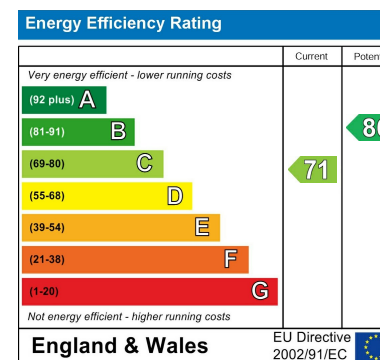 Energy Efficiency Rating
Current
Very energy efficient - lower running costs
(92 plus) A
(81-91) B
(69-80) C 71
(55-68) D
(39-54) E
(21-38) F
(1-20) G
Not energy efficient - higher running costs
England & Wales
EU Directive
2002/91/EC